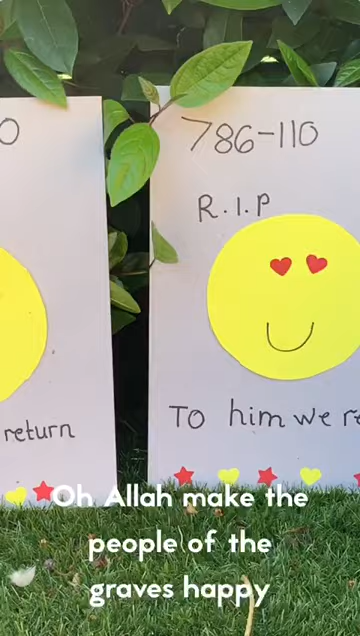 0
786-110
R.I.P
return
To him we re
Oh Allah make the
people of the
graves happy